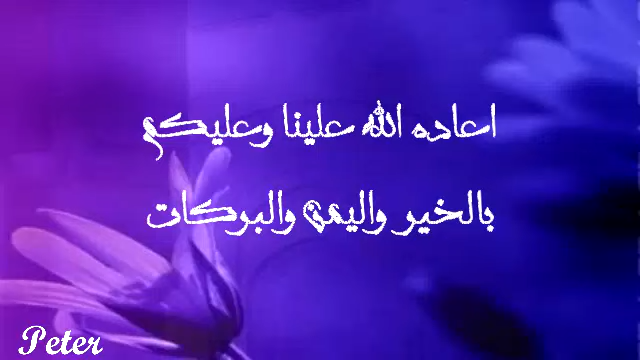 اعاده الله علينا وعليكم
بالخير واليمن والبركات
Peter